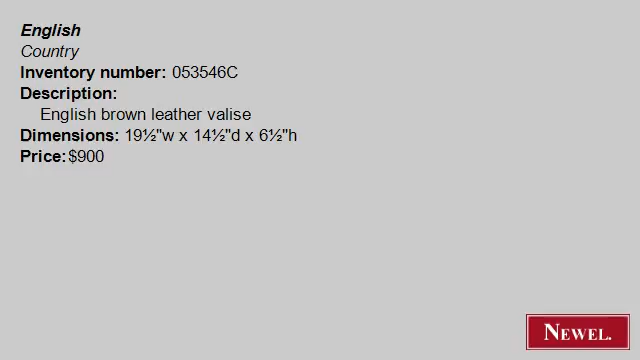 English
Country
Inventory number: 053546C
Description:
English brown leather valise
Dimensions: 19½"w x 14½"d x 6½"h
Price:$900
NEWEL.